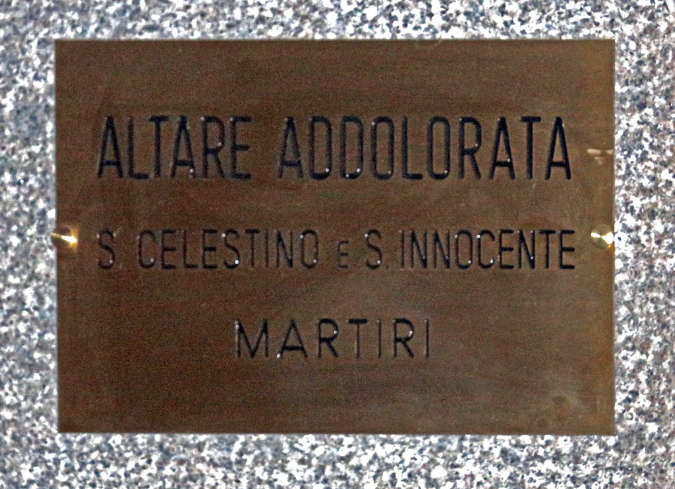 ALTARE ADDOLORATA
S. CELESTINO E S. INNOCENTE
MARTIRI